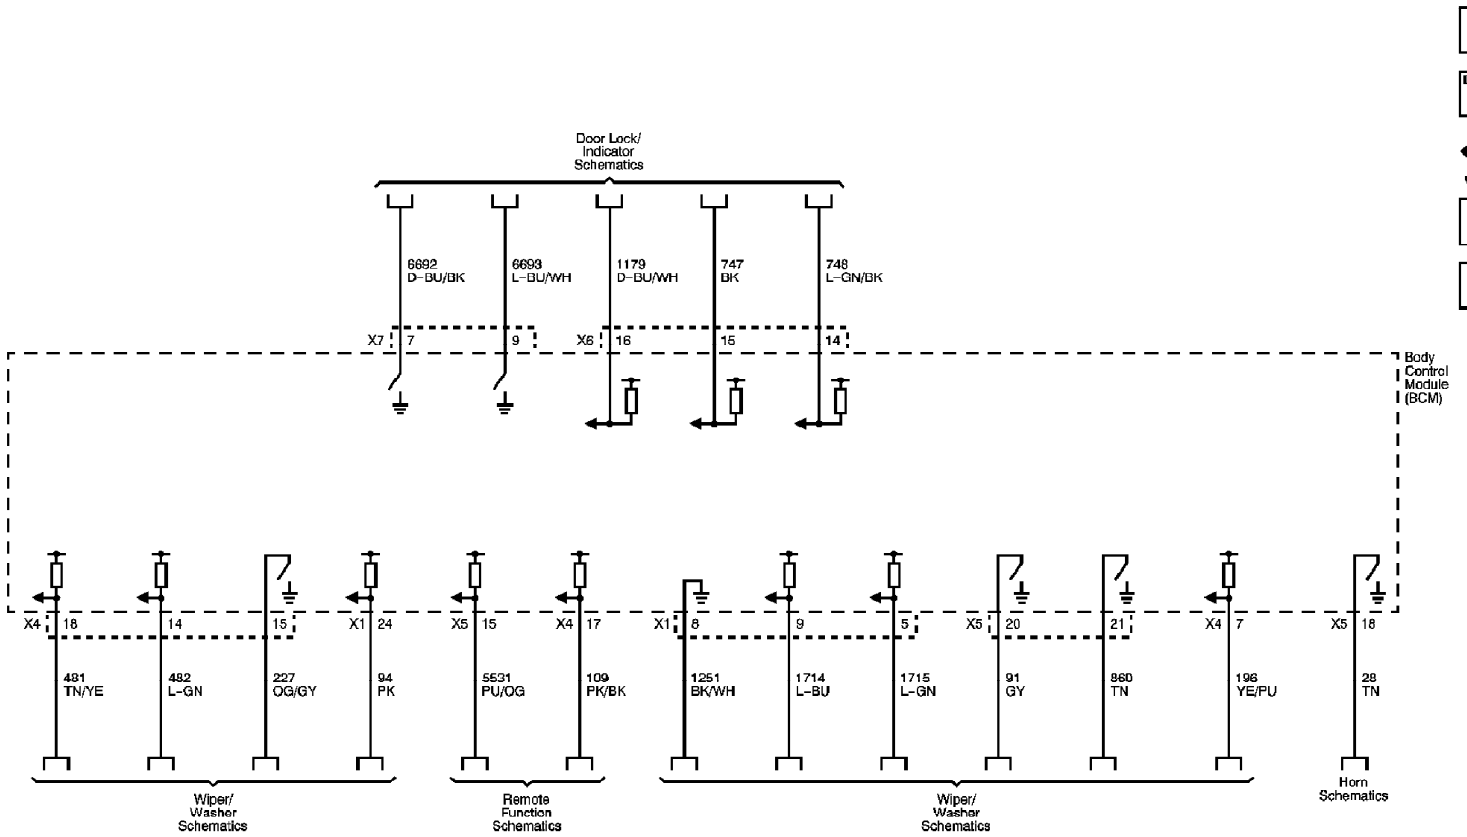 Door Lock/
Indicator
Schematics
6692
D-BU/BK
6693
L-BU/WH
1179
D-BU/WH
747
BK
748
L-GN/BK
X7 7 9 X6 16 15 14
Body
Control
Module
(BCM)
X4 18 14 15 X1 24 X5 15 X4 17 X1 8 9 5 X5 20 21 X4 7 X5 18
481
TN/YE
482
L-GN
227
OG/GY
94
PK
5531
PU/OG
109
PK/BK
1251
BK/WH
1714
L-BU
1715
L-GN
91
GY
860
TN
196
YE/PU
28
TN
Wiper/
Washer
Schematics
Remote
Function
Schematics
Wiper/
Washer
Schematics
Horn
Schematics